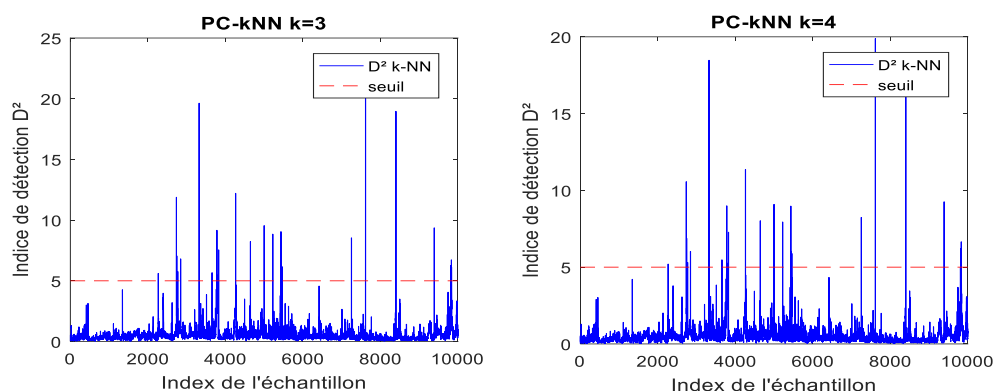 PC-kNN k=3
25
20
15
10
5
0
Indice de détection D²
D² k-NN
seuil
0 2000 4000 6000 8000 10000
Index de l'échantillon
PC-kNN k=4
20
15
10
5
0
Indice de détection D²
D² k-NN
seuil
0 2000 4000 6000 8000 10000
Index de l'échantillon